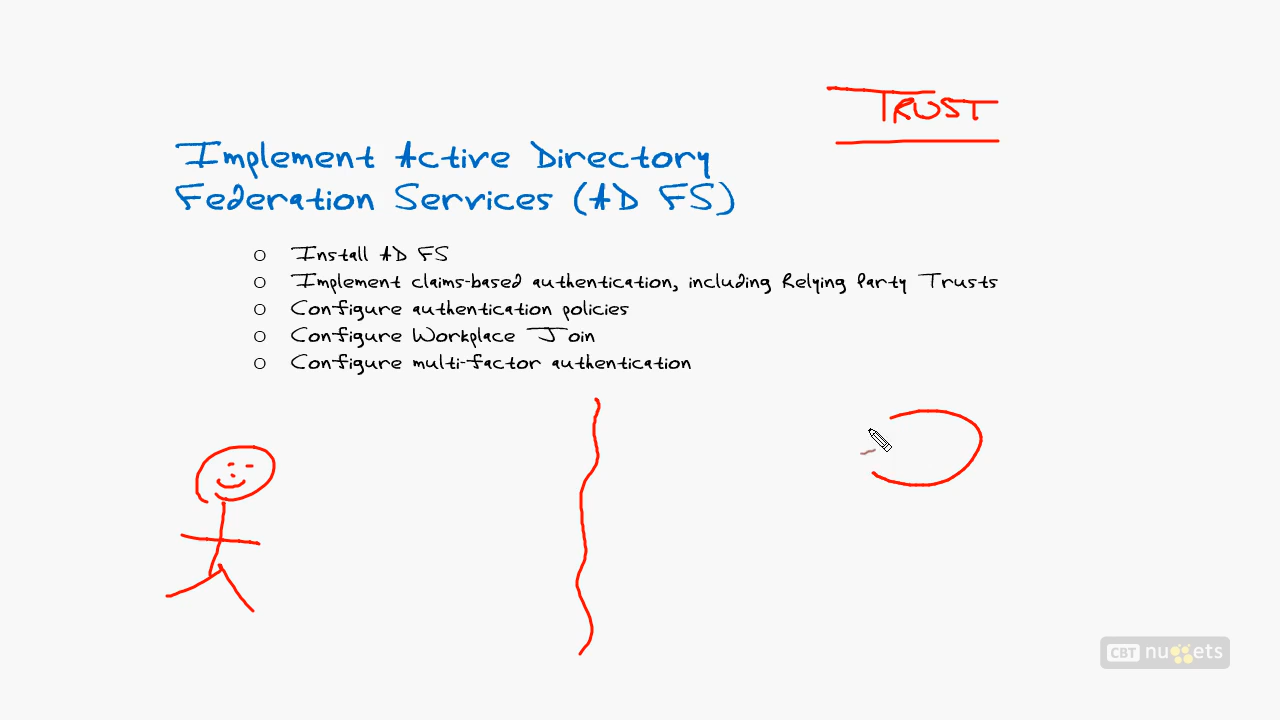 TRUST
Implement Active Directory
Federation Services (AD FS)
Install AD FS
Implement claims-based authentication, including Relying Party Trusts
Configure authentication policies
Configure Workplace Join
Configure multi-factor authentication
CBT nuggets